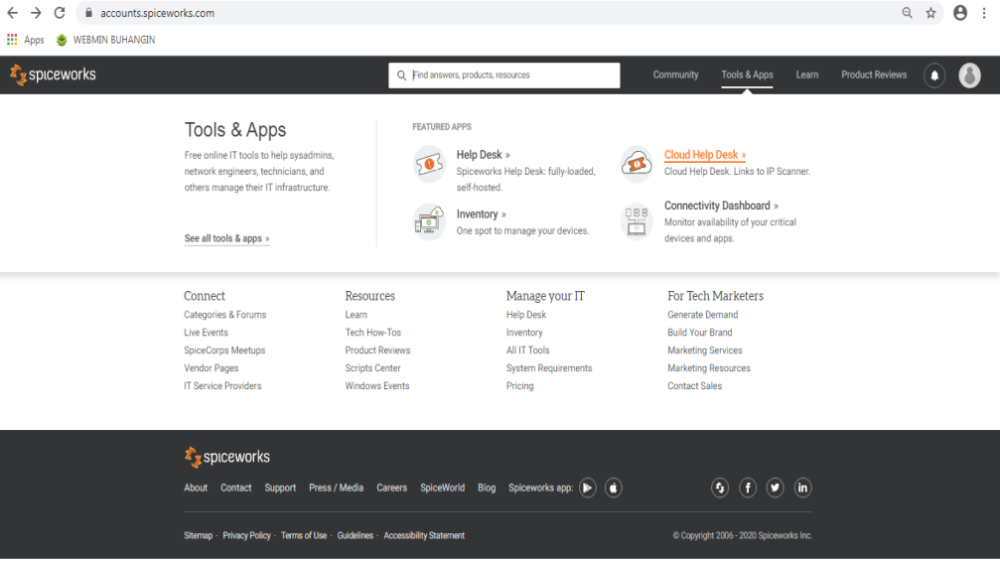 accounts.spiceworks.com
Apps WEBMIN BUHANGIN
spiceworks Find answers, products, resources Community Tools & Apps Learn Product Reviews
Tools & Apps
Free online IT tools to help sysadmins,
network engineers, technicians, and
others manage their IT infrastructure.
See all tools & apps »
FEATURED APPS
Help Desk »
Spiceworks Help Desk: fully-loaded,
self-hosted.
Cloud Help Desk »
Cloud Help Desk. Links to IP Scanner.
Inventory »
One spot to manage your devices.
Connectivity Dashboard »
Monitor availability of your critical
devices and apps.
Connect
Categories & Forums
Live Events
SpiceCorps Meetups
Vendor Pages
IT Service Providers
Resources
Learn
Tech How-Tos
Product Reviews
Scripts Center
Windows Events
Manage your IT
Help Desk
Inventory
All IT Tools
System Requirements
Pricing
For Tech Marketers
Generate Demand
Build Your Brand
Marketing Services
Marketing Resources
Contact Sales
spiceworks
About Contact Support Press / Media Careers SpiceWorld Blog Spiceworks app:
Sitemap - Privacy Policy - Terms of Use - Guidelines - Accessibility Statement © Copyright 2006 - 2020 Spiceworks Inc.